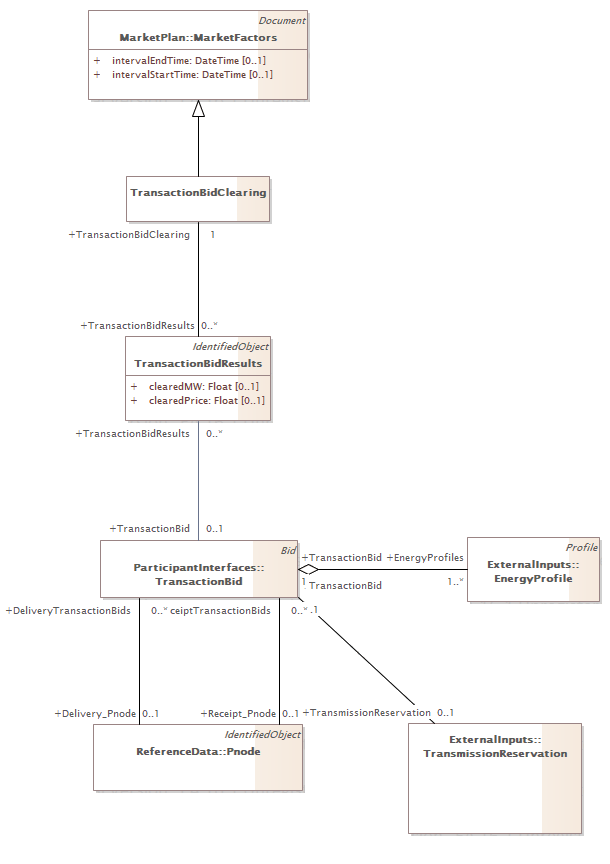 Document
MarketPlan::MarketFactors
+ intervalEndTime: DateTime [0..1]
+ intervalStartTime: DateTime [0..1]
TransactionBidClearing
+TransactionBidClearing 1
+TransactionBidResults 0..*
IdentifiedObject
TransactionBidResults
+ clearedMW: Float [0..1]
+ clearedPrice: Float [0..1]
+TransactionBidResults 0..*
+TransactionBid 0..1
Bid
ParticipantInterfaces::
TransactionBid
+TransactionBid +EnergyProfiles
1 TransactionBid 1..*
Profile
ExternalInputs::
EnergyProfile
+DeliveryTransactionBids 0..* ceiptTransactionBids 0..* .1
+Delivery_Pnode 0..1 +Receipt_Pnode 0..1 +TransmissionReservation 0..1
IdentifiedObject
ReferenceData::Pnode
ExternalInputs::
TransmissionReservation